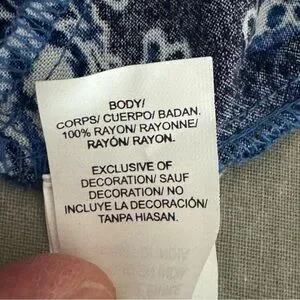 BODY/
CORPS/ CUERPO/ BADAN.
100% RAYON/ RAYONNE/
RAYÓN/ RAYON.
EXCLUSIVE OF
DECORATION/ SAUF
DECORATION/ NO
INCLUYE LA DECORACIÓN/
TANPA HIASAN.